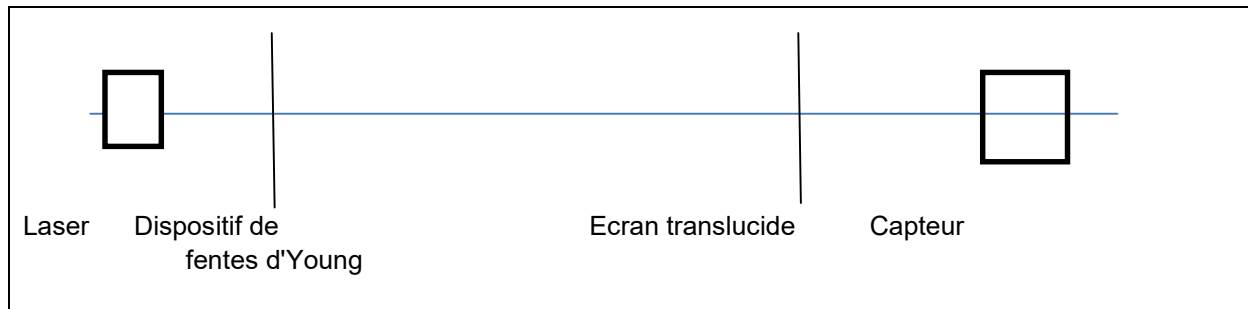 Laser Dispositif de Ecran translucide Capteur
fentes d'Young